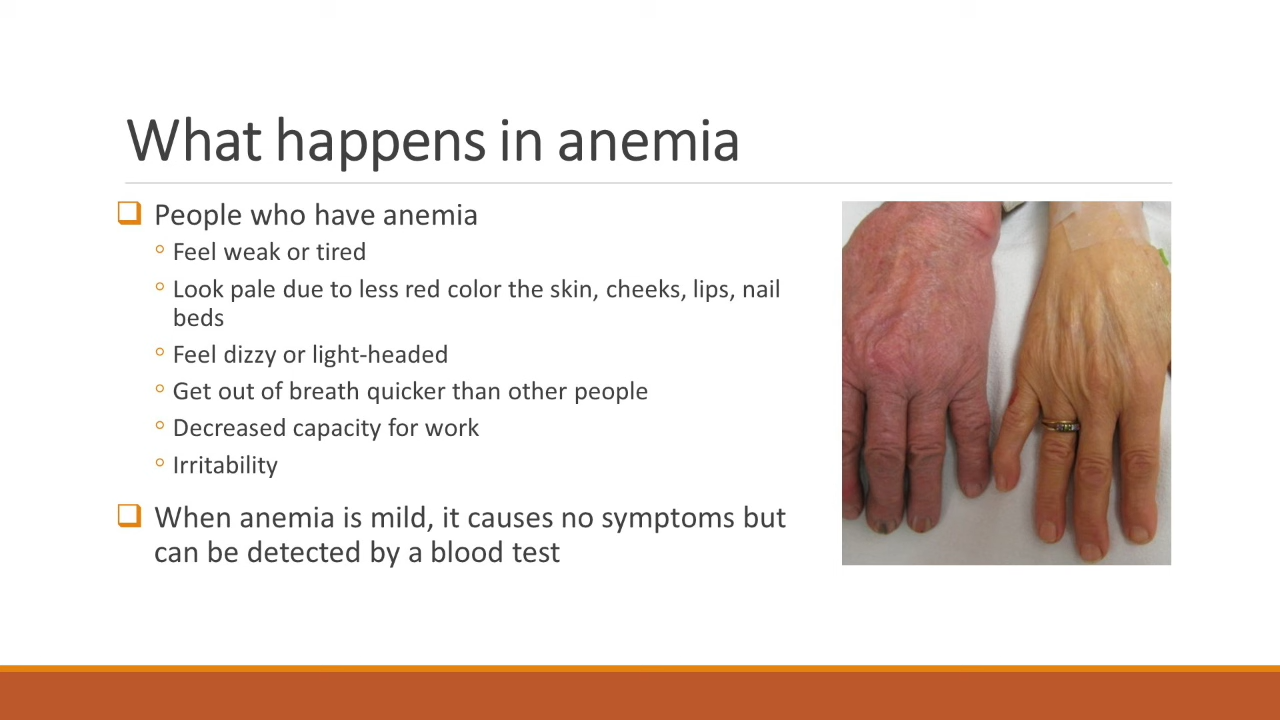 What happens in anemia
People who have anemia
Feel weak or tired
Look pale due to less red color the skin, cheeks, lips, nail
beds
Feel dizzy or light-headed
Get out of breath quicker than other people
Decreased capacity for work
Irritability
When anemia is mild, it causes no symptoms but
can be detected by a blood test